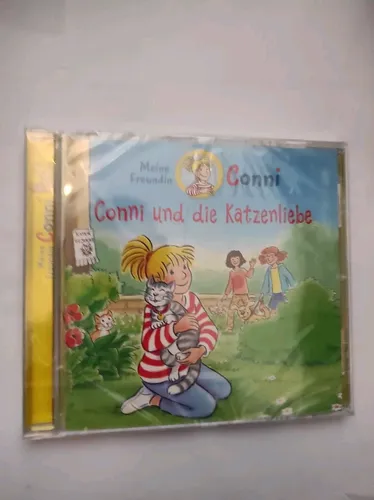 Meine
Freundin
Conni
Conni und die Katzenliebe